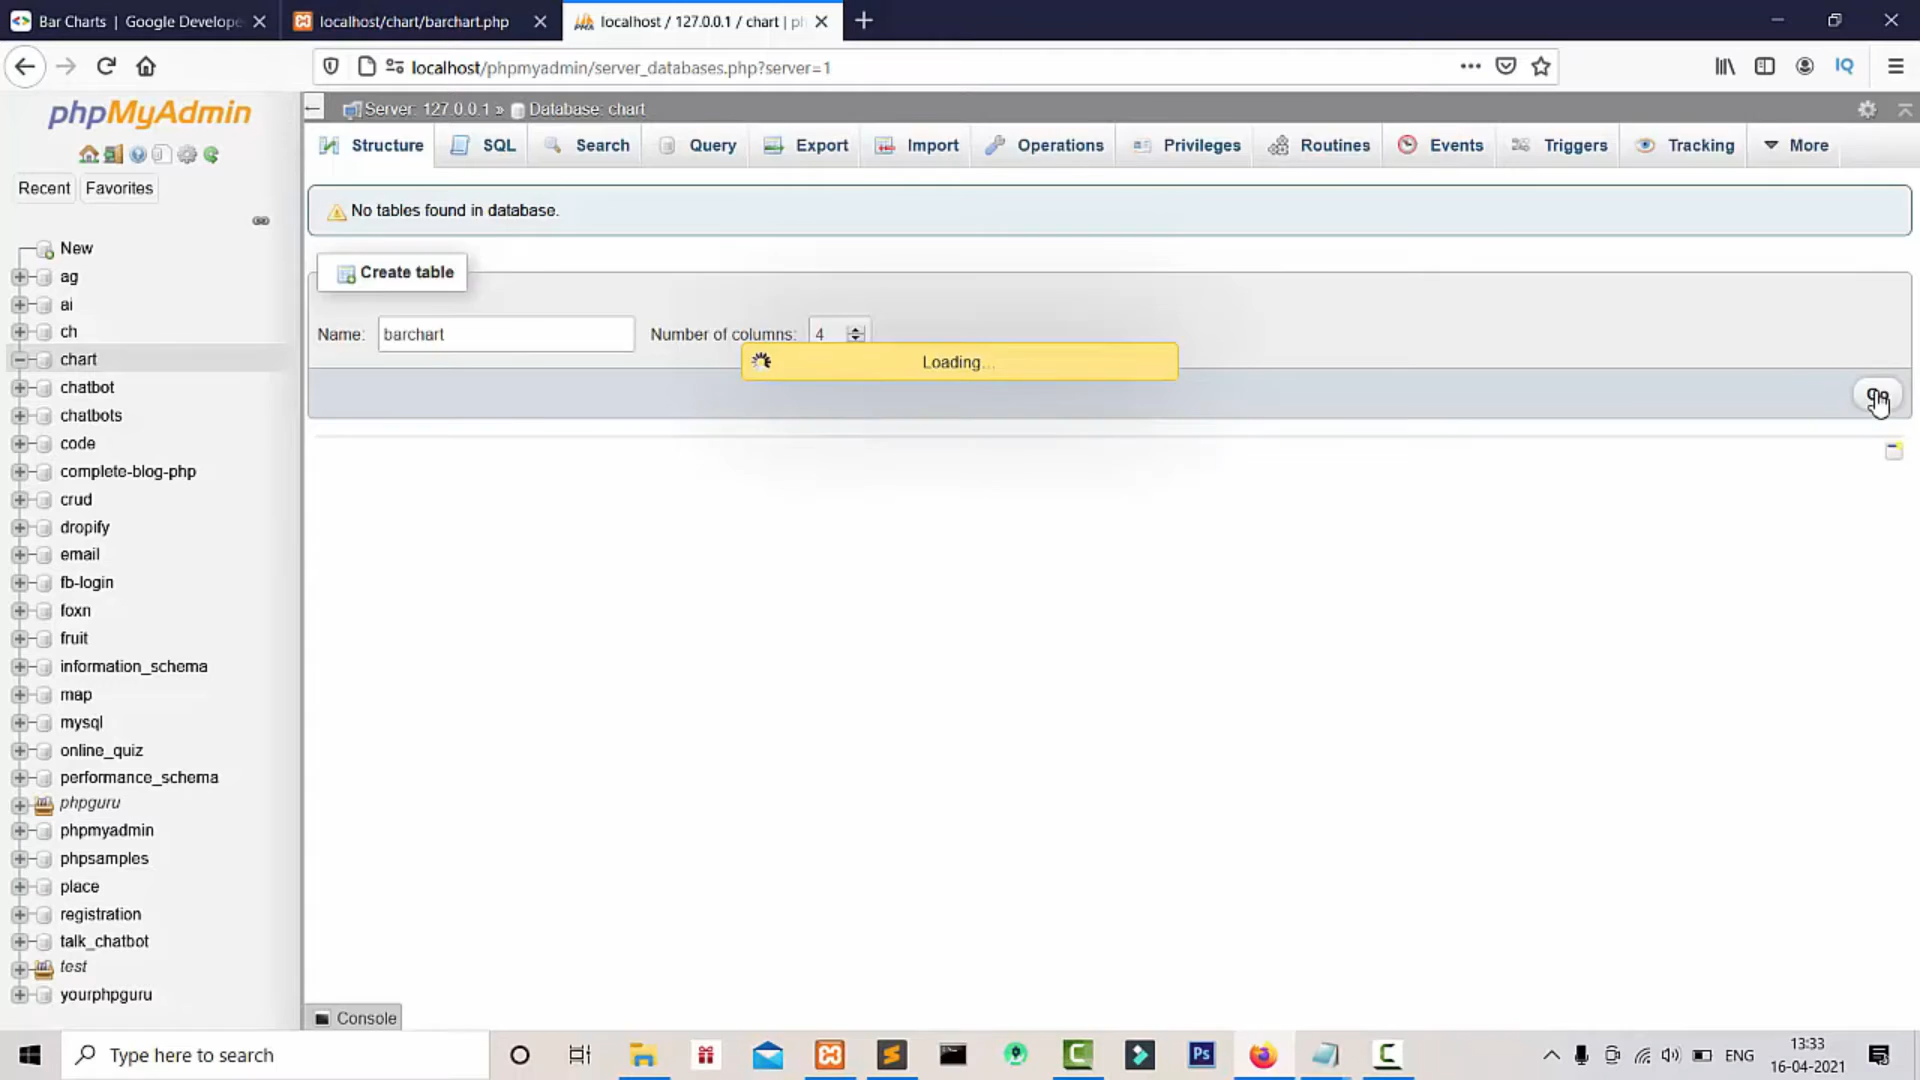 Bar Charts | Google Develope
localhost/chart/barchart.php
localhost / 127.0.0.1 / chart | ph
localhost/phpmyadmin/server_databases.php?server=1
IQ
phpMyAdmin
Recent
Favorites
New
ag
ai
ch
chart
chatbot
chatbots
code
complete-blog-php
crud
dropify
email
fb-login
foxn
fruit
information_schema
map
mysql
online_quiz
performance_schema
phpguru
phpmyadmin
phpsamples
place
registration
talk_chatbot
test
yourphpguru
Server: 127.0.0.1 » Database: chart
Structure
SQL
Search
Query
Export
Import
Operations
Privileges
Routines
Events
Triggers
Tracking
More
No tables found in database.
Create table
Name: barchart Number of columns: 4
Loading...
Console
Type here to search
Ps
ENG
13:33
16-04-2021